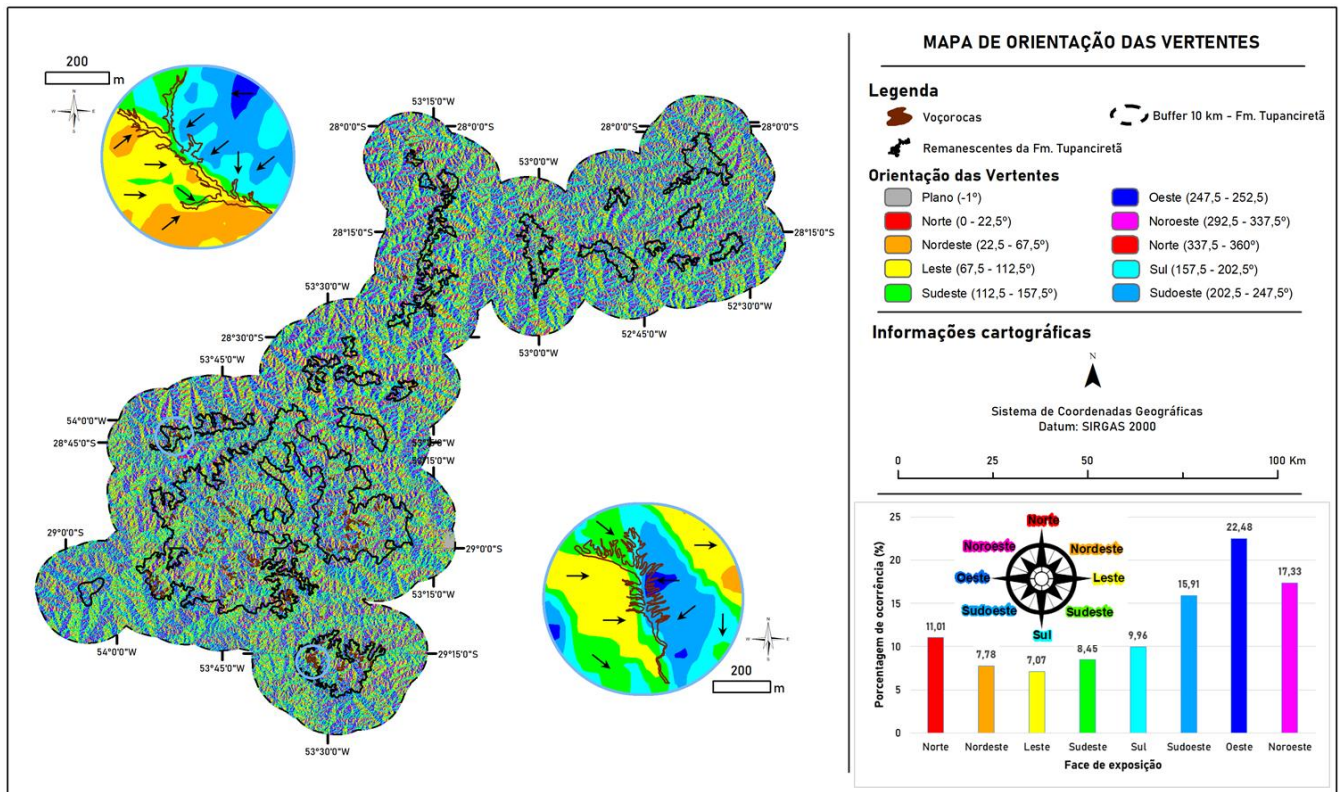 MAPA DE ORIENTAÇÃO DAS VERTENTES
Legenda
Voçorocas
Buffer 10 km - Fm. Tupanciretã
Remanescentes da Fm. Tupanciretã
Orientação das Vertentes
Plano (-1º)
Norte (0 - 22,5º)
Nordeste (22,5 - 67,5º)
Leste (67,5 - 112,5º)
Sudeste (112,5 - 157,5º)
Oeste (247,5 - 252,5)
Noroeste (292,5 - 337,5º)
Norte (337,5 - 360º)
Sul (157,5 - 202,5º)
Sudoeste (202,5 - 247,5º)
Informações cartográficas
N
Sistema de Coordenadas Geográficas
Datum: SIRGAS 2000
0 25 50 100 Km
Porcentagem de ocorrência (%)
25
20
15
10
5
0
Norte
Nordeste
Leste
Sudeste
Sul
Sudoeste
Oeste
Noroeste
11,01
7,78
7,07
8,45
9,96
15,91
22,48
17,33
Norte Nordeste Leste Sudeste Sul Sudoeste Oeste Noroeste
Face de exposição
200
m
N
W E
S
53°15'0"W
28°0'0"S
28°0'0"S
53°0'0"W
28°0'0"S
28°0'0"S
28°15'0"S
28°15'0"S
53°30'0"W
52°30'0"W
52°45'0"W
53°0'0"W
28°30'0"S
53°45'0"W
54°0'0"W
28°45'0"S
29°0'0"S
29°0'0"S
53°15'0"W
54°0'0"W
53°45'0"W
29°15'0"S
53°30'0"W
N
W E
S
200
m